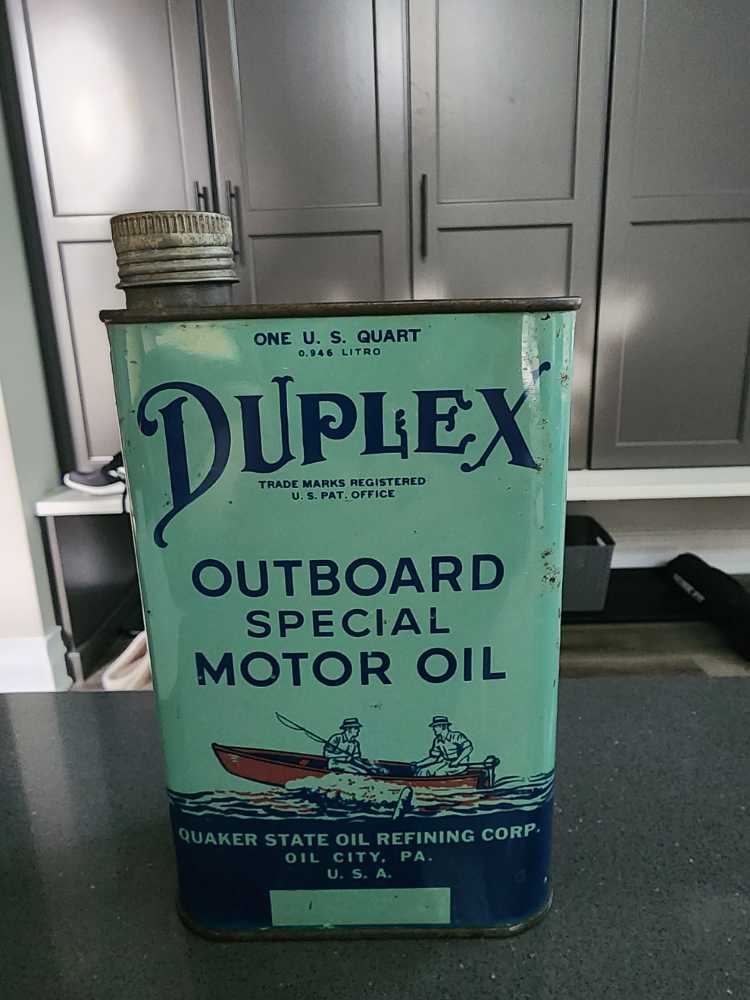 ONE U. S. QUART
0.946 LITRO
DUPLEX
TRADE MARKS REGISTERED
U. S. PAT. OFFICE
OUTBOARD
SPECIAL
MOTOR OIL
QUAKER STATE OIL REFINING CORP.
OIL CITY, PA.
U. S. A.